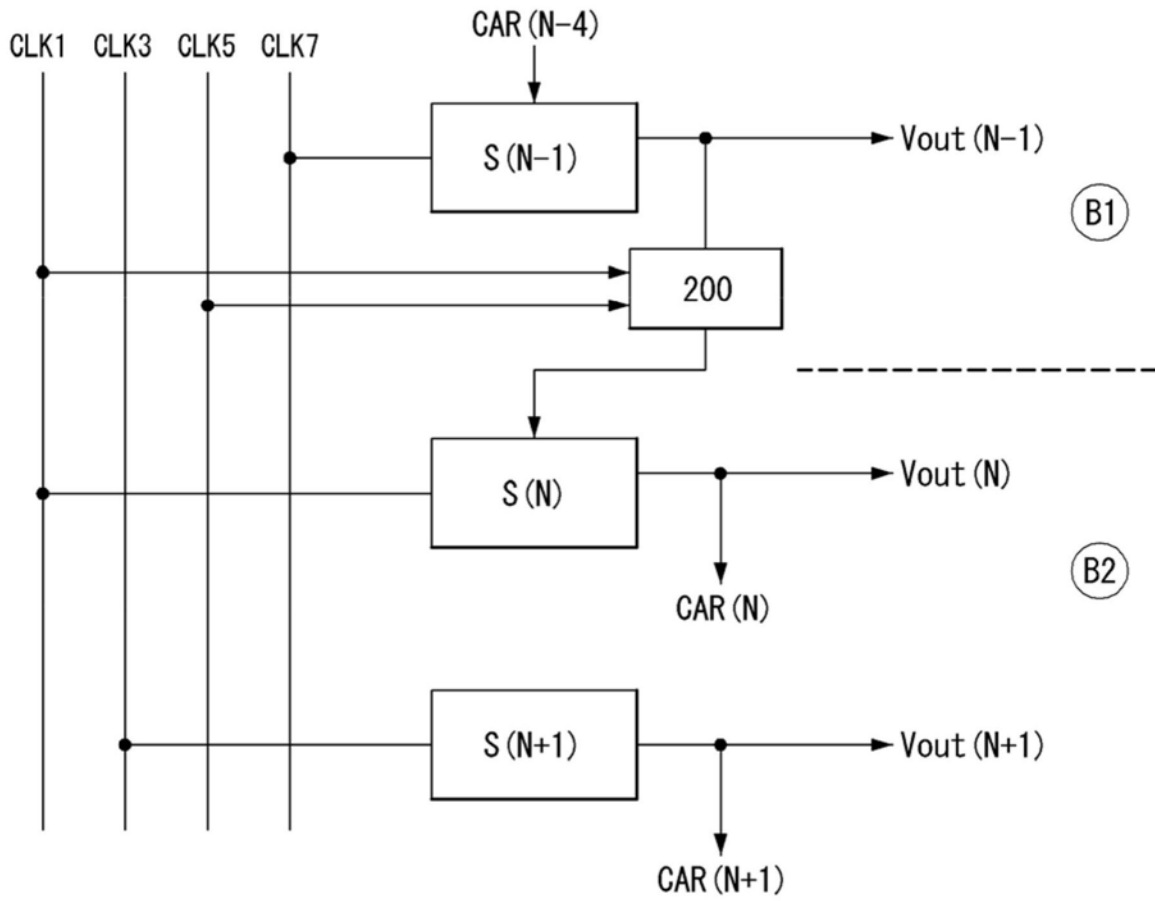 CAR(N-4)
CLK1 CLK3 CLK5 CLK7
S(N-1)
Vout(N-1)
B1
200
S(N)
Vout(N)
B2
CAR(N)
S(N+1)
Vout(N+1)
CAR(N+1)